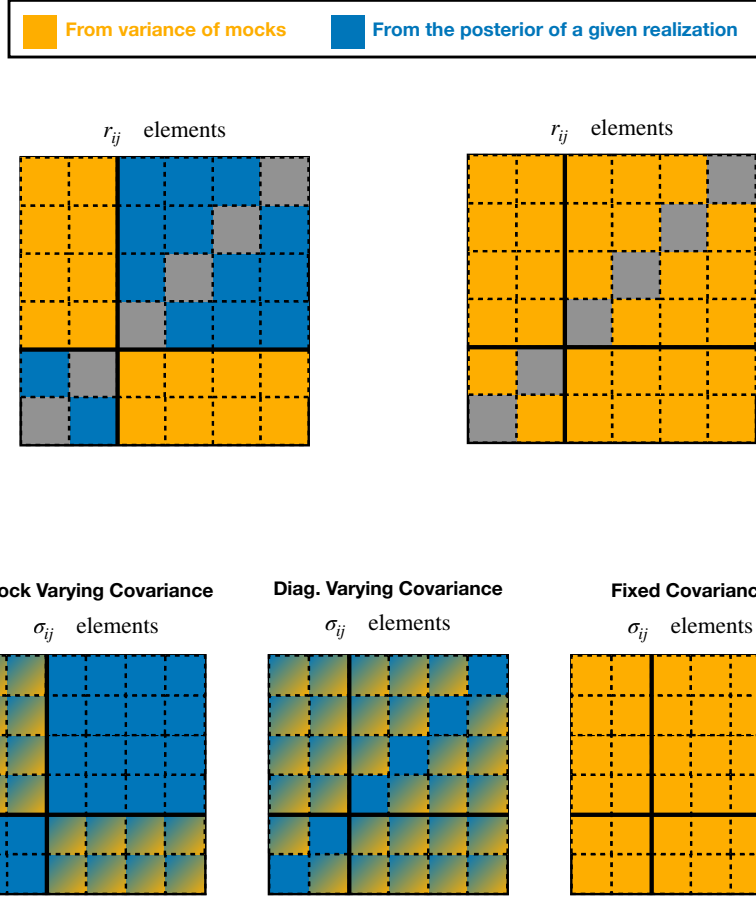 From variance of mocks From the posterior of a given realization
r_ij elements r_ij elements
ock Varying Covariance Diag. Varying Covariance Fixed Covarianc
σ_ij elements σ_ij elements σ_ij elements